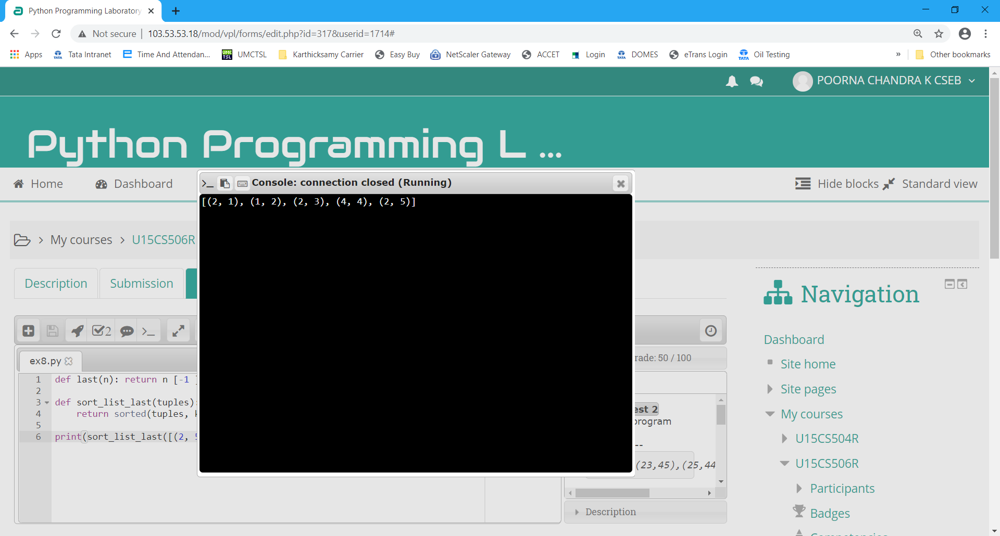 Python Programming Laboratory
Not secure
103.53.53.18/mod/vpl/forms/edit.php?id=317&userid=1714#
Apps
Tata Intranet
Time And Attendan...
UMCTSL
Karthicksamy Carrier
Easy Buy
NetScaler Gateway
ACCET
Login
DOMES
eTrans Login
Oil Testing
»
Other bookmarks
POORNA CHANDRA K CSEB
Python Programming L ...
Home
Dashboard
Hide blocks
Standard view
Console: connection closed (Running)
[(2, 1), (1, 2), (2, 3), (4, 4), (2, 5)]
My courses
U15CS506R
Description
Submission
Navigation
2
rade: 50 / 100
ex8.py
1 def last(n): return n [-1 ]
2
3 def sort_list_last(tuples):
4 return sorted(tuples,
5
6 print(sort_list_last([(2,
est 2
program
--
(23,45),(25,44
Description
Dashboard
Site home
Site pages
My courses
U15CS504R
U15CS506R
Participants
Badges